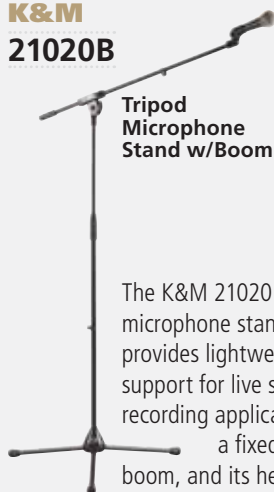 K&M
21020B
Tripod
Microphone
Stand w/Boom
The K&M 21020
microphone stan
provides lightwe
support for live s
recording applica
a fixed
boom, and its he